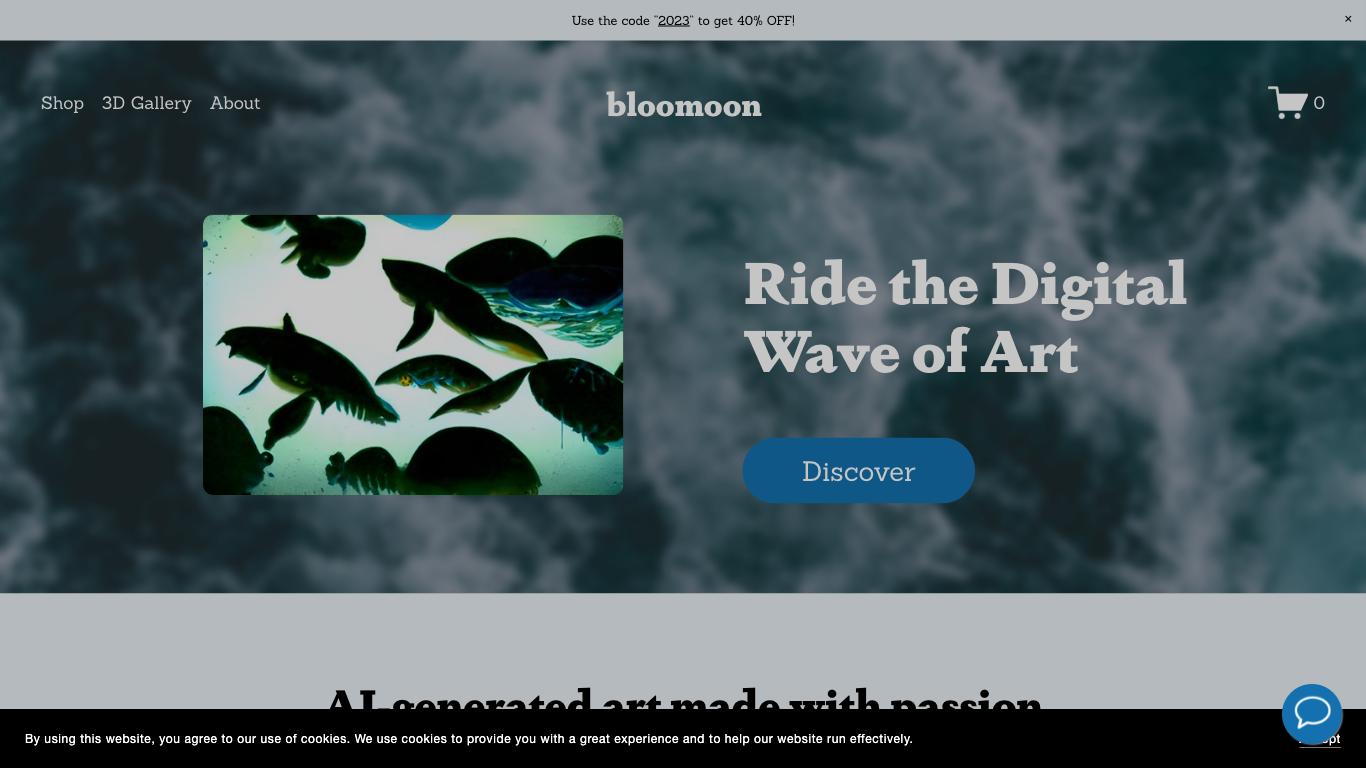 Use the code "2023" to get 40% OFF!
×
Shop 3D Gallery About
bloomoon
0
Ride the Digital
Wave of Art
Discover
AI-generated art made with passion
By using this website, you agree to our use of cookies. We use cookies to provide you with a great experience and to help our website run effectively.